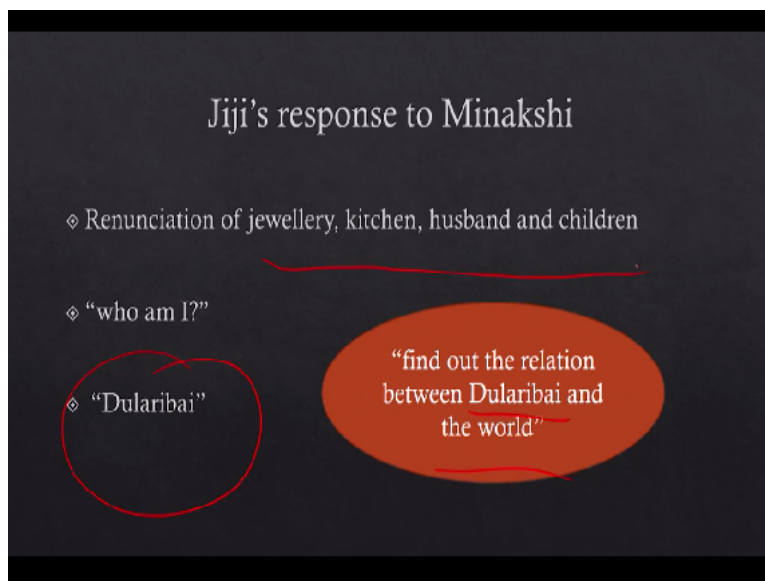 Jiji's response to Minakshi
Renunciation of jewellery, kitchen, husband and children
“who am I?”
“Dularibai”
“find out the relation
between Dularibai and
the world”